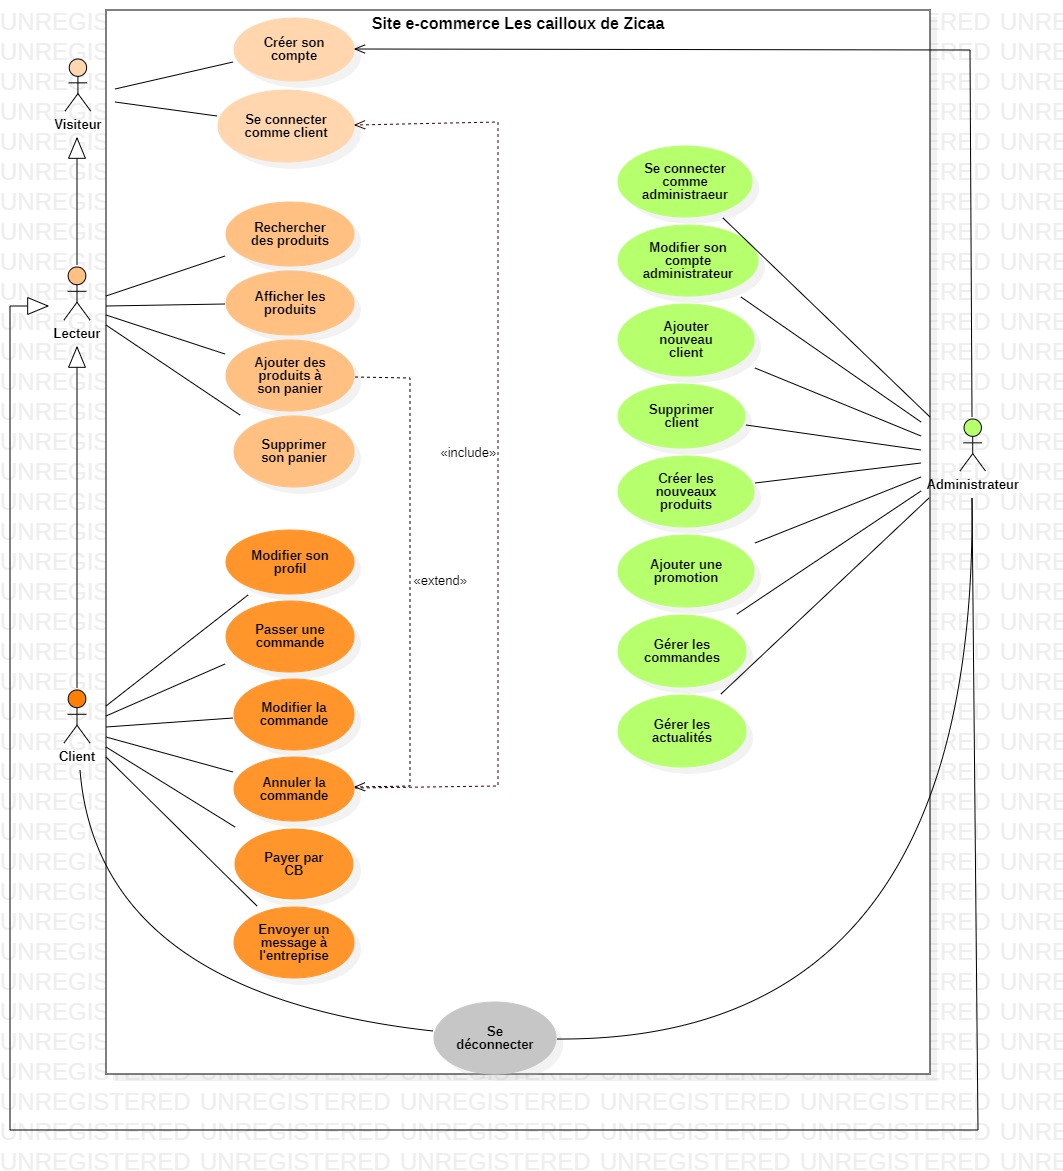 Site e-commerce Les cailloux de Zicaa
Créer son
compte
Visiteur
Se connecter
comme client
Se connecter
comme
administraeur
Rechercher
des produits
Modifier son
compte
administrateur
Afficher les
produits
Lecteur
Ajouter
nouveau
client
Ajouter des
produits à
son panier
Supprimer
client
Supprimer
son panier
«include»
Administrateur
Créer les
nouveaux
produits
Modifier son
profil
Ajouter une
promotion
«extend»
Passer une
commande
Gérer les
commandes
Modifier la
commande
Gérer les
actualités
Client
Annuler la
commande
Payer par
CB
Envoyer un
message à
l'entreprise
Se
déconnecter
UNREGISTERED UNREGISTERED UNREGISTERED UNREGISTERED UNREGISTERED